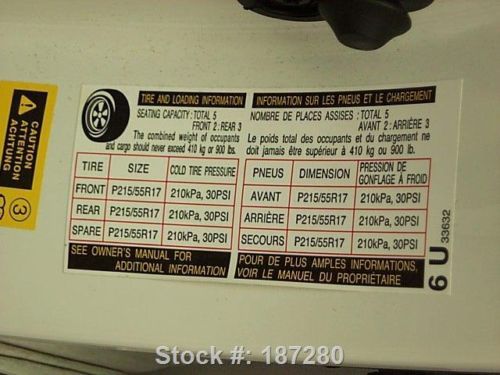 TIRE AND LOADING INFORMATION
SEATING CAPACITY: TOTAL 5
FRONT 2 : REAR 3
The combined weight of occupants
and cargo should never exceed 410 kg or 900 lbs.
TIRE SIZE COLD TIRE PRESSURE
FRONT P215/55R17 210kPa, 30PSI
REAR P215/55R17 210kPa, 30PSI
SPARE P215/55R17 210kPa, 30PSI
SEE OWNER'S MANUAL FOR
ADDITIONAL INFORMATION
INFORMATION SUR LES PNEUS ET LE CHARGEMENT
NOMBRE DE PLACES ASSISES : TOTAL 5
AVANT 2 : ARRIÈRE 3
Le poids total des occupants et du chargement ne
doit jamais être supérieur à 410 kg ou 900 lb.
PNEUS DIMENSION PRESSION DE
GONFLAGE À FROID
AVANT P215/55R17 210kPa, 30PSI
ARRIÈRE P215/55R17 210kPa, 30PSI
SECOURS P215/55R17 210kPa, 30PSI
POUR DE PLUS AMPLES INFORMATIONS,
VOIR LE MANUEL DU PROPRIÉTAIRE
6 U 33632
CAUTION
ATTENTION
ACHTUNG
3
Stock #: 187280